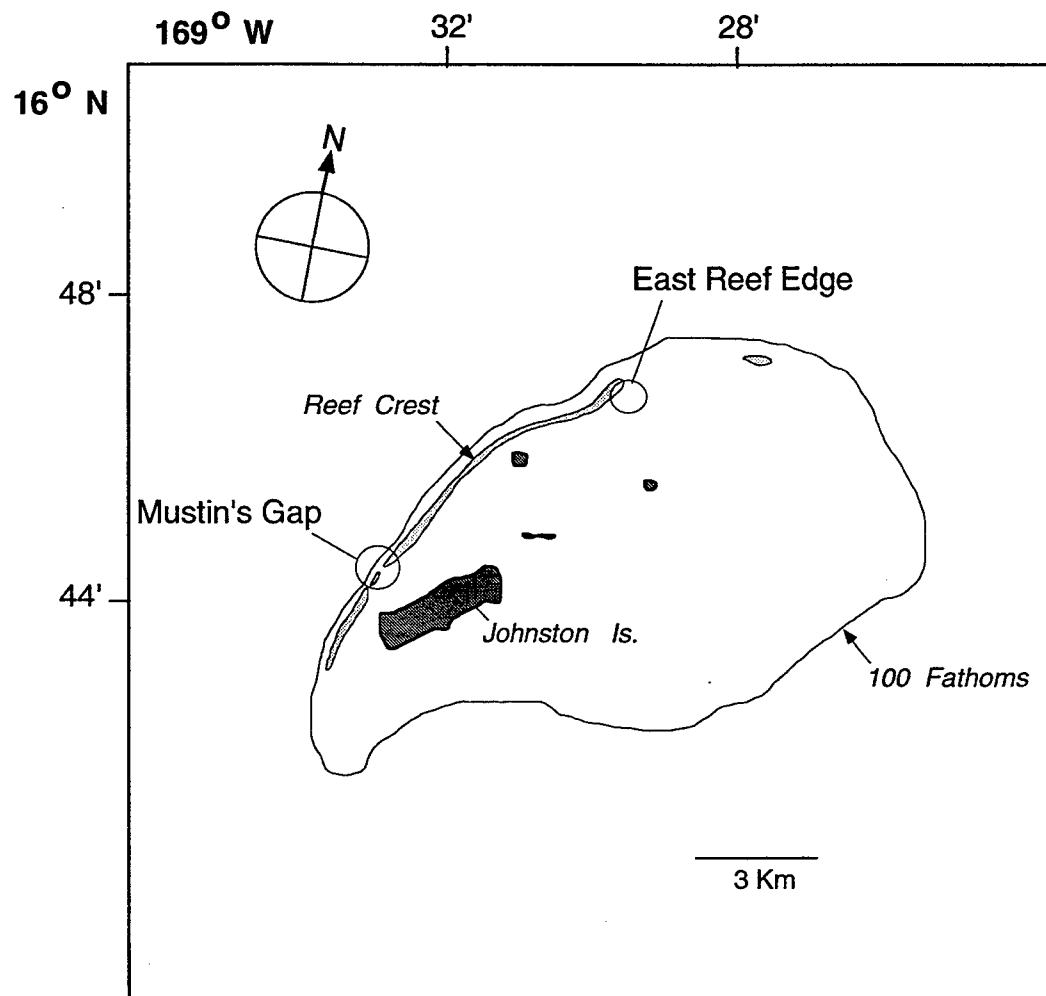 169° W
32'
28'
16° N
N
48'
East Reef Edge
Reef Crest
Mustin's Gap
44'
Johnston Is.
100 Fathoms
3 Km